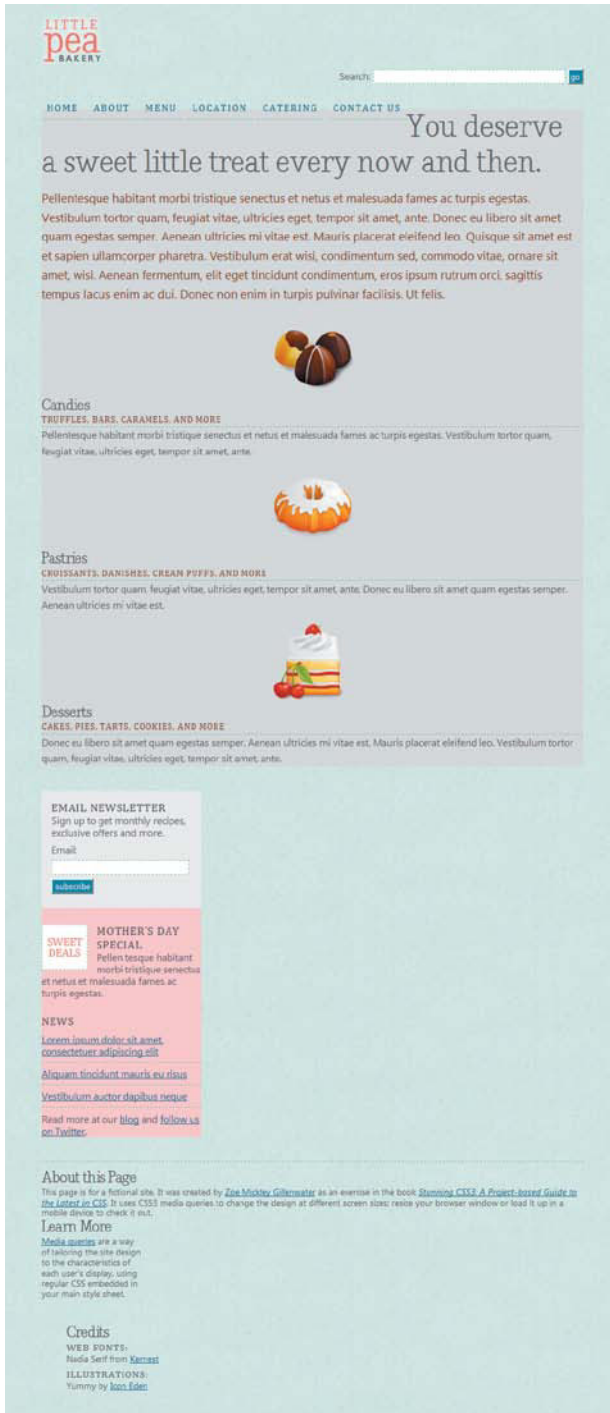 LITTLE
pea
BAKERY
Search:
go
HOME ABOUT MENU LOCATION CATERING CONTACT US
You deserve
a sweet little treat every now and then.
Pellentesque habitant morbi tristique senectus et netus et malesuada fames ac turpis egestas.
Vestibulum tortor quam, feugiat vitae, ultricies eget, tempor sit amet, ante. Donec eu libero sit amet
quam egestas semper. Aenean ultricies mi vitae est. Mauris placerat eleifend leo. Quisque sit amet est
et sapien ullamcorper pharetra. Vestibulum erat wisi, condimentum sed, commodo vitae, ornare sit
amet, wisi. Aenean fermentum, elit eget tincidunt condimentum, eros ipsum rutrum orci, sagittis
tempus lacus enim ac dui. Donec non enim in turpis pulvinar facilisis. Ut felis.
Candies
TRUFFLES, BARS, CARAMELS, AND MORE
Pellentesque habitant morbi tristique senectus et netus et malesuada fames ac turpis egestas. Vestibulum tortor quam,
feugiat vitae, ultricies eget, tempor sit amet, ante.
Pastries
CROISSANTS, DANISHES, CREAM PUFFS, AND MORE
Vestibulum tortor quam, feugiat vitae, ultricies eget, tempor sit amet, ante. Donec eu libero sit amet quam egestas semper.
Aenean ultricies mi vitae est.
Desserts
CAKES, PIES, TARTS, COOKIES, AND MORE
Donec eu libero sit amet quam egestas semper. Aenean ultricies mi vitae est. Mauris placerat eleifend leo. Vestibulum tortor
quam, feugiat vitae, ultricies eget, tempor sit amet, ante.
EMAIL NEWSLETTER
Sign up to get monthly recipes,
exclusive offers and more.
Email:
subscribe
SWEET
DEALS
MOTHER'S DAY
SPECIAL
Pellen tesque habitant
morbi tristique senectus
et netus et malesuada fames ac
turpis egestas.
NEWS
Lorem ipsum dolor sit amet,
consectetuer adipiscing elit
Aliquam tincidunt mauris eu risus
Vestibulum auctor dapibus neque
Read more at our blog and follow us
on Twitter.
About this Page
This page is for a fictional site. It was created by Zoe Mickley Gillenwater as an exercise in the book Stunning CSS3: A Project-based Guide to
the Latest in CSS. It uses CSS3 media queries to change the design at different screen sizes; resize your browser window or load it up in a
mobile device to check it out.
Learn More
Media queries are a way
of tailoring the site design
to the characteristics of
each user's display, using
regular CSS embedded in
your main style sheet.
Credits
WEB FONTS:
Nadia Serif from Kernest
ILLUSTRATIONS:
Yummy by Icon Eden